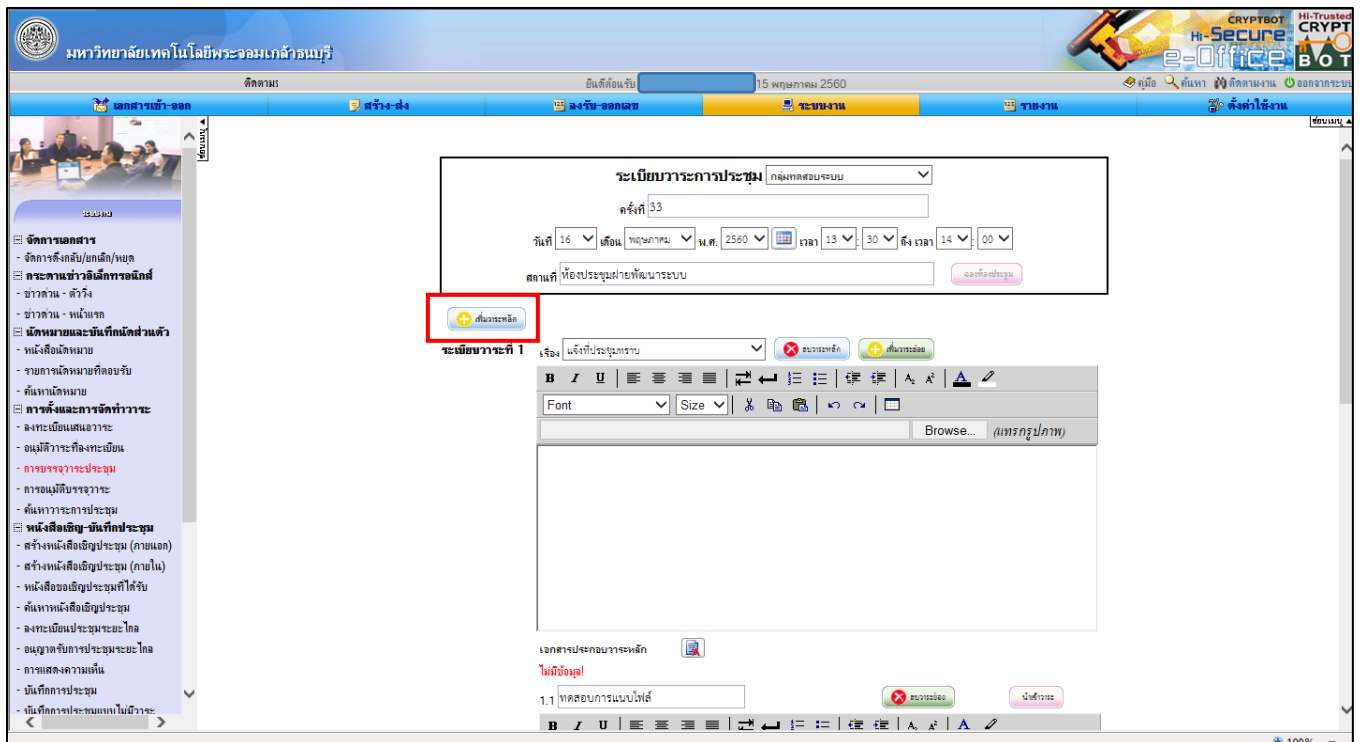 มหาวิทยาลัยเทคโนโลยีพระจอมเกล้าธนบุรี
CRYPTBOT
Hi-Secure
e-Office
Hi-Trusted
CRYPT
BOT
ติดตาม:
ยินดีต้อนรับ
15 พฤษภาคม 2560
คู่มือ ค้นหา ติดตามงาน ออกจากระบบ
เอกสารเข้า-ออก สร้าง-ส่ง ลงรับ-ออกเลข ระบบงาน รายงาน ตั้งค่าใช้งาน
ซ่อนเมนู
ซ่อนเมนู
ระบบงาน
จัดการเอกสาร
- จัดการดึงกลับ/ยกเลิก/หยุด
กระดานข่าวอิเล็กทรอนิกส์
- ข่าวด่วน - ตัววิ่ง
- ข่าวด่วน - หน้าแรก
นัดหมายและบันทึกนัดส่วนตัว
- หนังสือนัดหมาย
- รายการนัดหมายที่ตอบรับ
- ค้นหานัดหมาย
การตั้งและการจัดทำวาระ
- ลงทะเบียนเสนอวาระ
- อนุมัติวาระที่ลงทะเบียน
- การบรรจุวาระประชุม
- การอนุมัติบรรจุวาระ
- ค้นหาวาระการประชุม
หนังสือเชิญ-บันทึกประชุม
- สร้างหนังสือเชิญประชุม (ภายนอก)
- สร้างหนังสือเชิญประชุม (ภายใน)
- หนังสือขอเชิญประชุมที่ได้รับ
- ค้นหาหนังสือเชิญประชุม
- ลงทะเบียนประชุมระยะไกล
- อนุญาตรับการประชุมระยะไกล
- การแสดงความเห็น
- บันทึกการประชุม
- บันทึกการประชุมแบบไม่มีวาระ
ระเบียบวาระการประชุม กลุ่มทดสอบระบบ
ครั้งที่ 33
วันที่ 16 เดือน พฤษภาคม พ.ศ. 2560 เวลา 13 : 30 ถึง เวลา 14 : 00
สถานที่ ห้องประชุมฝ่ายพัฒนาระบบ จองห้องประชุม
เพิ่มวาระหลัก
ระเบียบวาระที่ 1 เรื่อง แจ้งที่ประชุมทราบ ลบวาระหลัก เพิ่มวาระย่อย
B I U A
Font Size
Browse... (แทรกรูปภาพ)
เอกสารประกอบวาระหลัก
ไม่มีข้อมูล!
1.1 ทดสอบการแนบไฟล์ ลบวาระย่อย นำเข้าวาระ
B I U A
100%